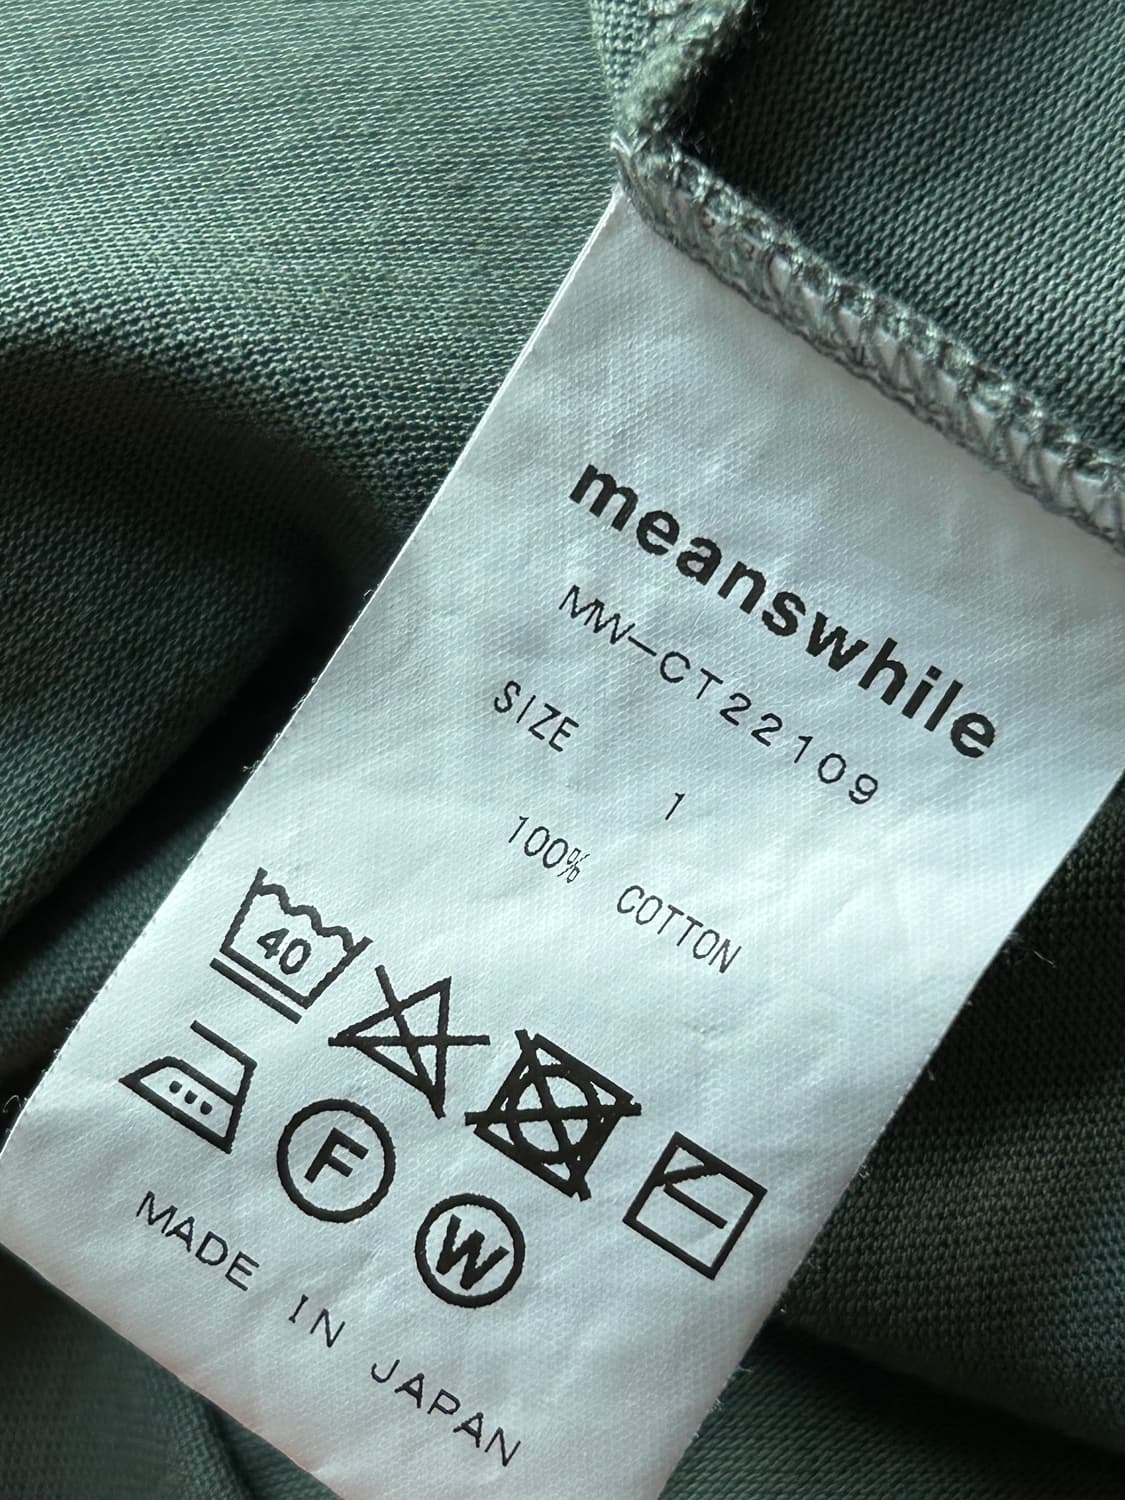 meanswhile
MW-CT22109
SIZE 1
100% COTTON
40
F W
MADE IN JAPAN